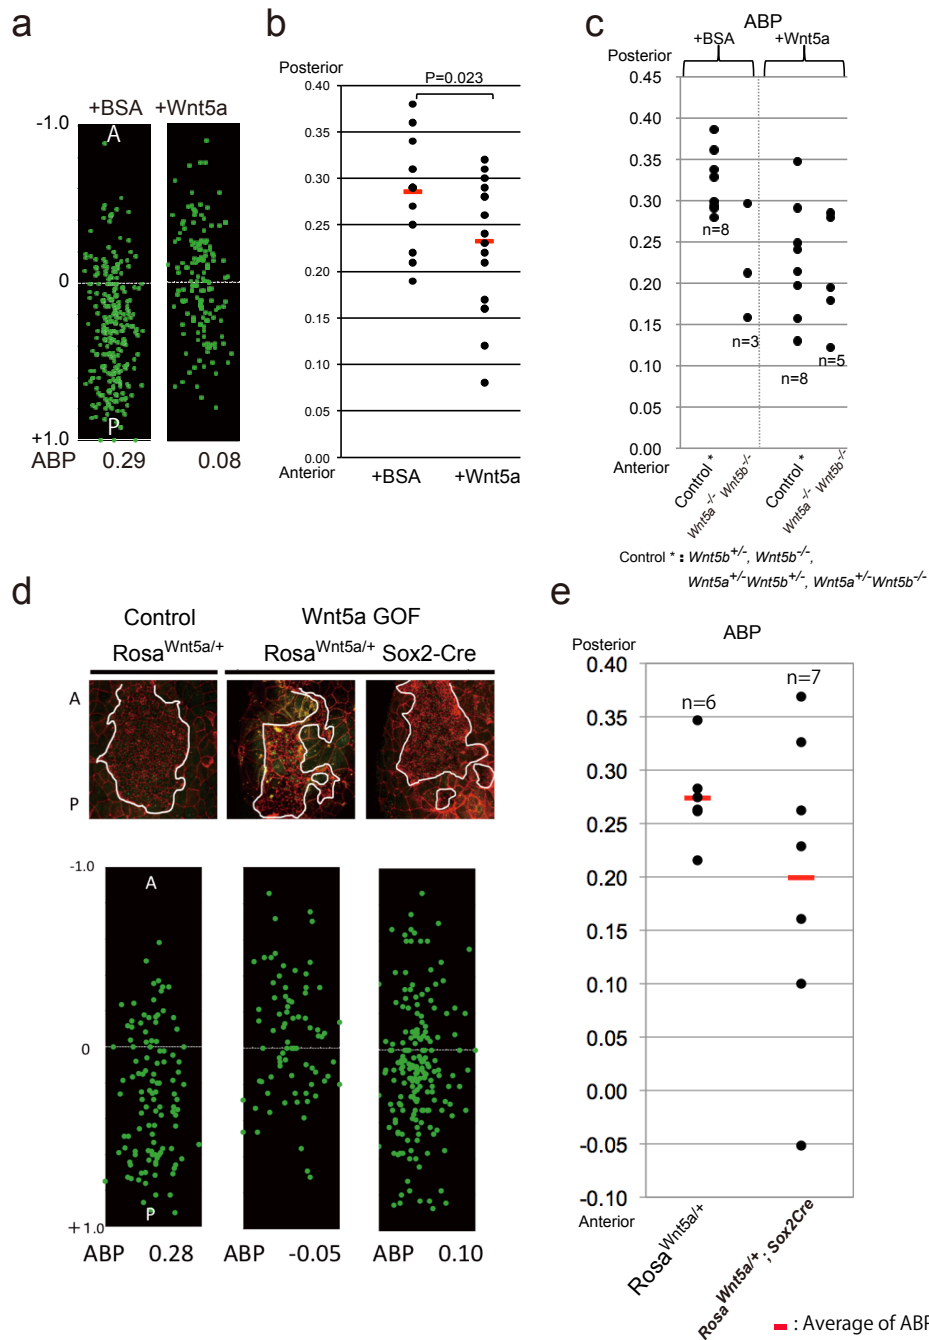 a
+BSA +Wnt5a
-1.0
A
0
P
+1.0
ABP 0.29 0.08
b
Posterior
P=0.023
0.40
0.35
0.30
0.25
0.20
0.15
0.10
0.05
0.00
Anterior
+BSA +Wnt5a
c
ABP
+BSA +Wnt5a
Posterior
0.45
0.40
0.35
0.30
0.25
0.20
0.15
0.10
0.05
0.00
Anterior
n=8
n=3
n=8
n=5
Control *
Wnt5a-/- Wnt5b-/-
Control *
Wnt5a-/- Wnt5b-/-
Control * : Wnt5b+/-, Wnt5b-/-,
Wnt5a+/-Wnt5b+/-, Wnt5a+/-Wnt5b-/-
d
Control Wnt5a GOF
RosaWnt5a/+ RosaWnt5a/+ Sox2-Cre
A
P
-1.0
A
0
P
+1.0
ABP 0.28 ABP -0.05 0.10
e
ABP
Posterior
0.40
0.35
0.30
0.25
0.20
0.15
0.10
0.00
-0.05
-0.10
Anterior
n=6
n=7
RosaWnt5a/+
RosaWnt5a/+; Sox2Cre
: Average of ABP